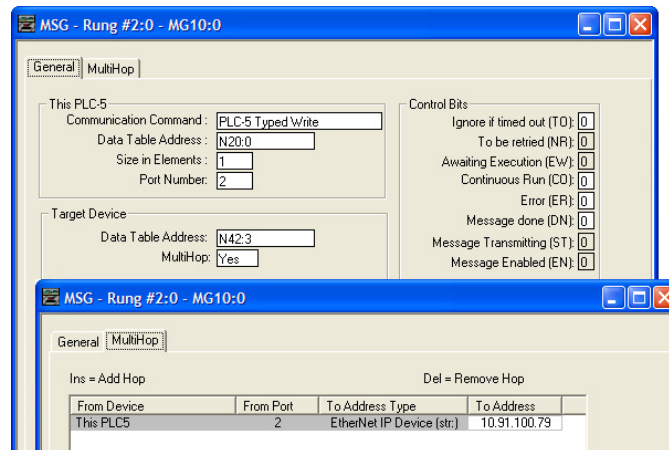 MSG - Rung #2:0 - MG10:0
General MultiHop
This PLC-5
Communication Command : PLC-5 Typed Write
Data Table Address : N20:0
Size in Elements : 1
Port Number: 2
Target Device
Data Table Address: N42:3
MultiHop: Yes
Control Bits
Ignore if timed out (TO): 0
To be retried (NR): 0
Awaiting Execution (EW): 0
Continuous Run (CO): 0
Error (ER): 0
Message done (DN): 0
Message Transmitting (ST): 0
Message Enabled (EN): 0
MSG - Rung #2:0 - MG10:0
General MultiHop
Ins = Add Hop Del = Remove Hop
From Device From Port To Address Type To Address
This PLC5 2 EtherNet IP Device (str:) 10.91.100.79